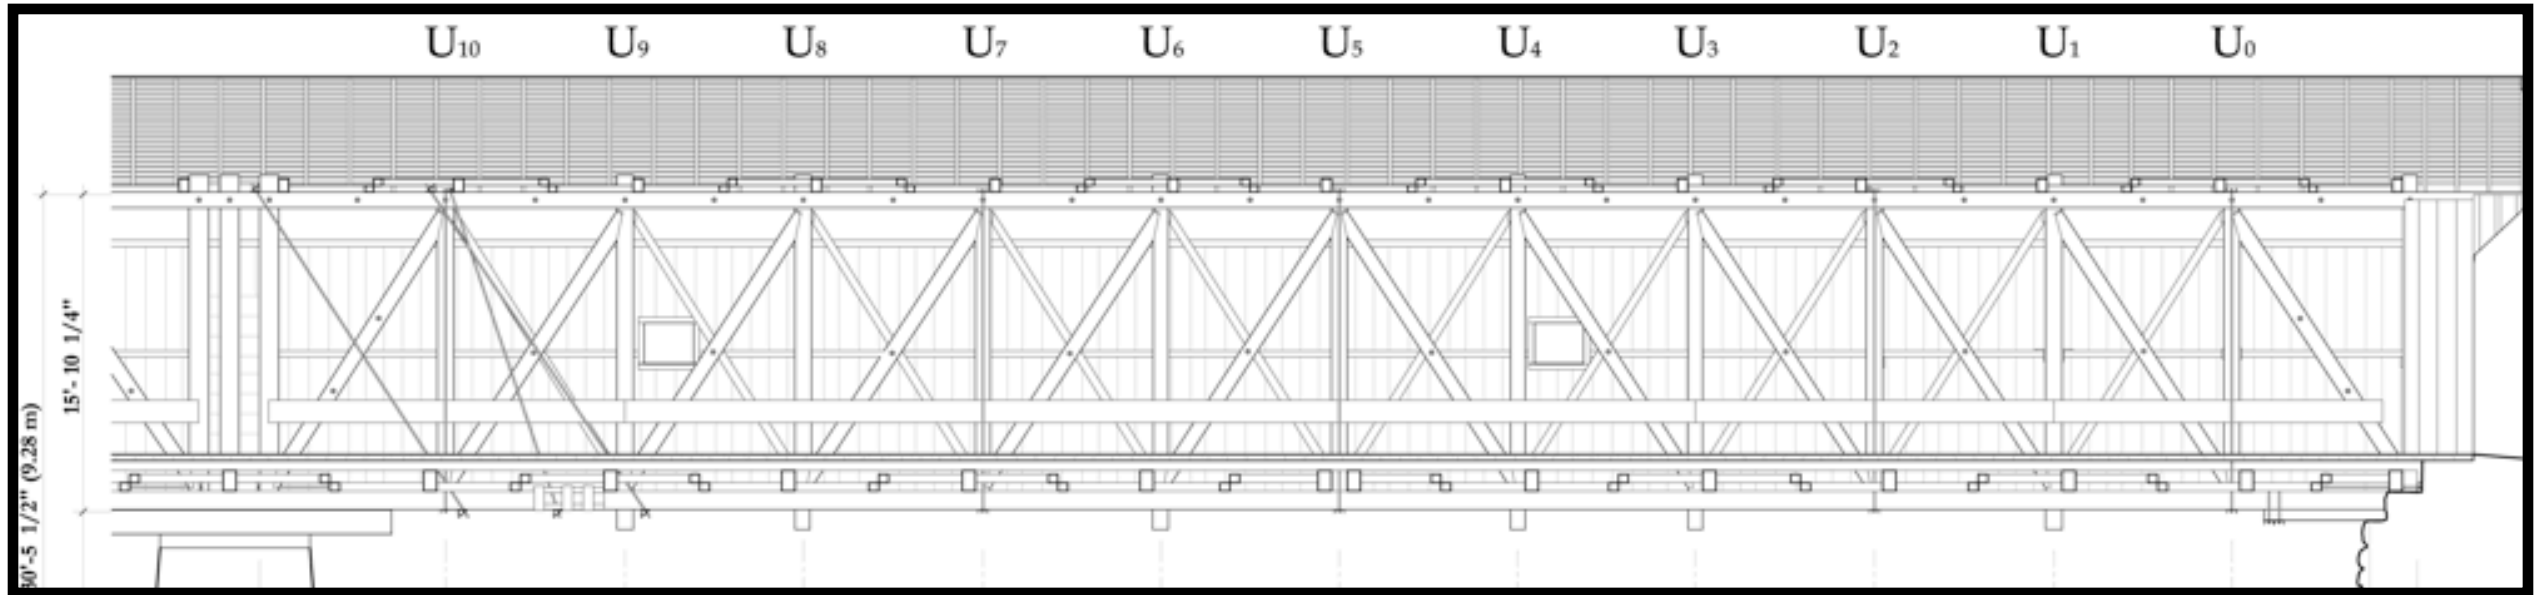 U10 U9 U8 U7 U6 U5 U4 U3 U2 U1 U0
15'- 10 1/4"
30'-5 1/2" (9.28 m)